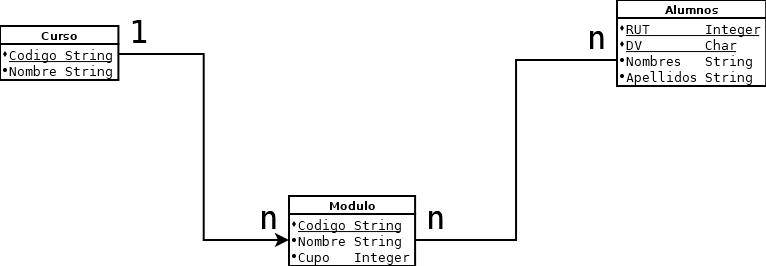 Curso
Codigo String
Nombre String
1
n
Modulo
Codigo String
Nombre String
Cupo Integer
n
n
Alumnos
RUT Integer
DV Char
Nombres String
Apellidos String